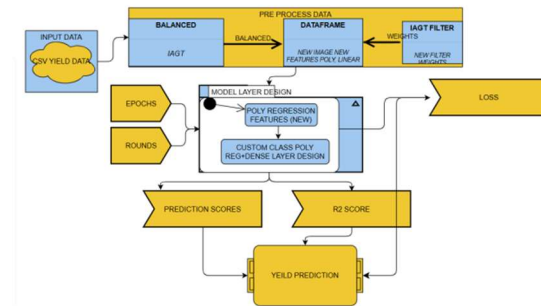 PRE PROCESS DATA
INPUT DATA
CSV YIELD DATA
BALANCED
IAGT
BALANCED
DATAFRAME
NEW IMAGE NEW
FEATURES POLY, LINEAR
WEIGHTS
IAGT FILTER
NEW FILTER
WEIGHTS
MODEL LAYER DESIGN
EPOCHS
ROUNDS
POLY REGRESSION
FEATURES (NEW)
CUSTOM CLASS POLY
REG+DENSE LAYER DESIGN
LOSS
PREDICTION SCORES
R2 SCORE
YEILD PREDICTION